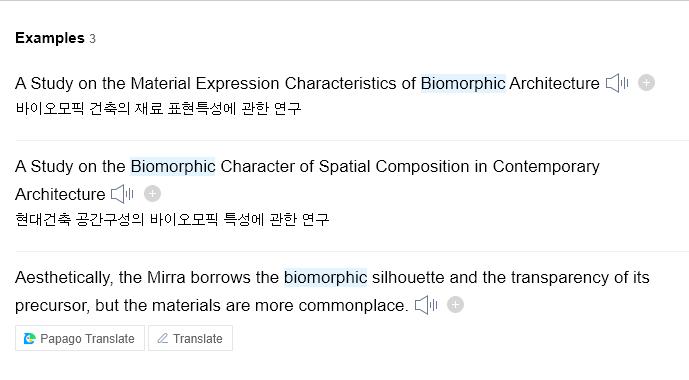 Examples 3
A Study on the Material Expression Characteristics of Biomorphic Architecture
바이오모픽 건축의 재료 표현특성에 관한 연구
A Study on the Biomorphic Character of Spatial Composition in Contemporary
Architecture
현대건축 공간구성의 바이오모픽 특성에 관한 연구
Aesthetically, the Mirra borrows the biomorphic silhouette and the transparency of its
precursor, but the materials are more commonplace.
Papago Translate Translate